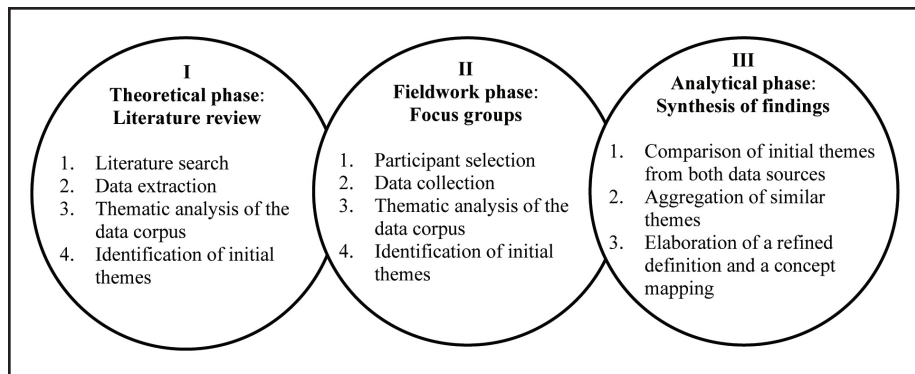 I
Theoretical phase:
Literature review
1. Literature search
2. Data extraction
3. Thematic analysis of the
data corpus
4. Identification of initial
themes
II
Fieldwork phase:
Focus groups
1. Participant selection
2. Data collection
3. Thematic analysis of the
data corpus
4. Identification of initial
themes
III
Analytical phase:
Synthesis of findings
1. Comparison of initial themes
from both data sources
2. Aggregation of similar
themes
3. Elaboration of a refined
definition and a concept
mapping